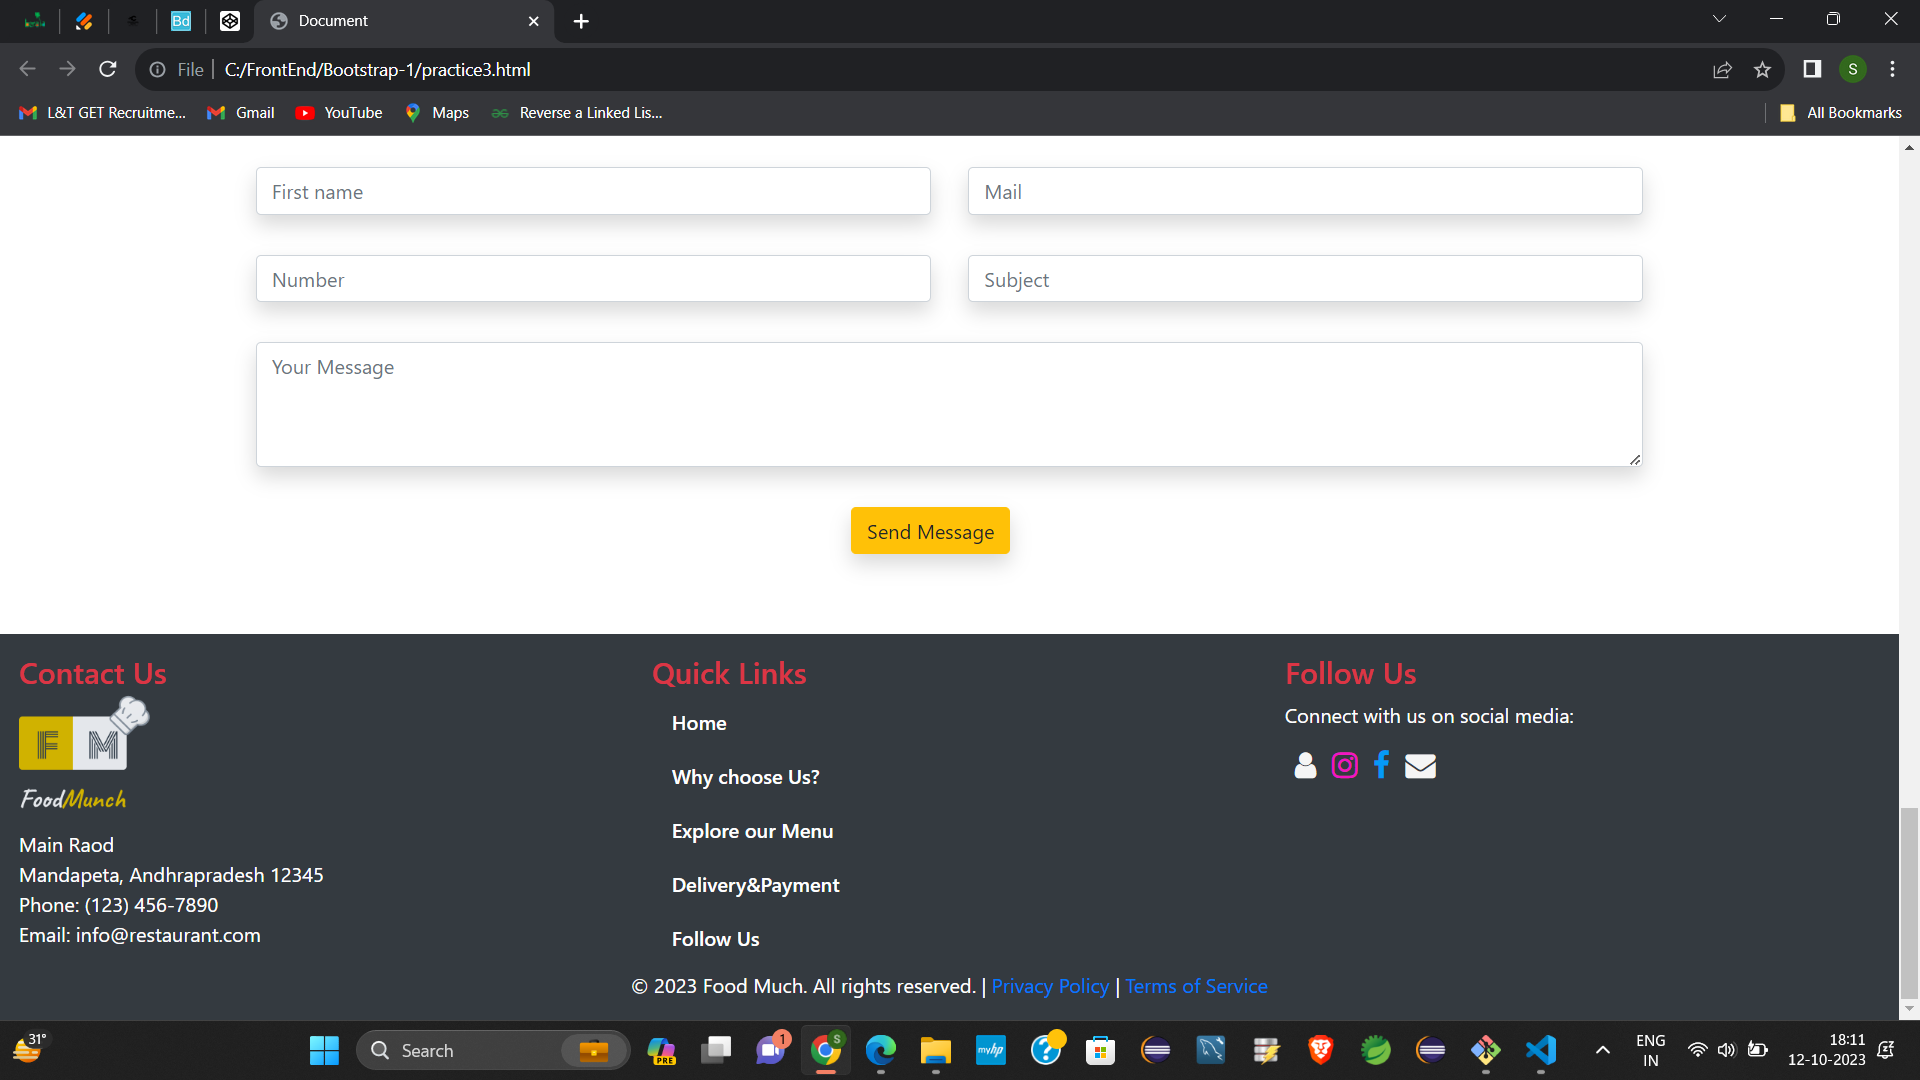 Bd
Document
File
C:/FrontEnd/Bootstrap-1/practice3.html
S
L&T GET Recruitme...
Gmail
YouTube
Maps
Reverse a Linked Lis...
All Bookmarks
First name
Mail
Number
Subject
Your Message
Send Message
Contact Us
Quick Links
Follow Us
F M
FoodMunch
Main Raod
Mandapeta, Andhrapradesh 12345
Phone: (123) 456-7890
Email: info@restaurant.com
Home
Why choose Us?
Explore our Menu
Delivery&Payment
Follow Us
Connect with us on social media:
© 2023 Food Much. All rights reserved. | Privacy Policy | Terms of Service
31°
Search
PRE
1
S
myhp
?
ENG
IN
18:11
12-10-2023